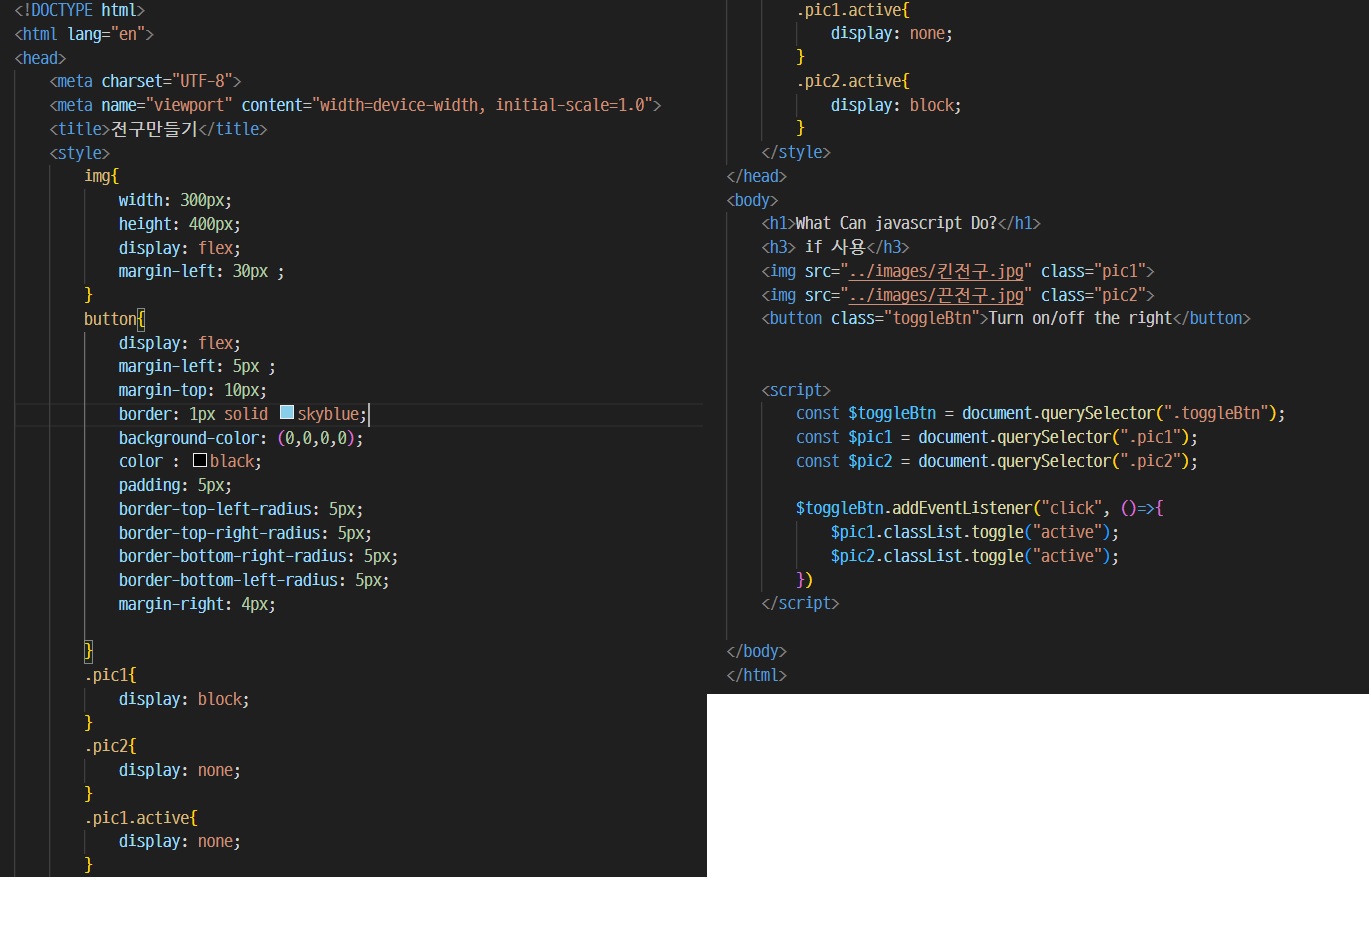 <!DOCTYPE html>
<html lang="en">
<head>
    <meta charset="UTF-8">
    <meta name="viewport" content="width=device-width, initial-scale=1.0">
    <title>전구만들기</title>
    <style>
        img{
            width: 300px;
            height: 400px;
            display: flex;
            margin-left: 30px ;
        }
        button{
            display: flex;
            margin-left: 5px ;
            margin-top: 10px;
            border: 1px solid skyblue;
            background-color: (0,0,0,0);
            color : black;
            padding: 5px;
            border-top-left-radius: 5px;
            border-top-right-radius: 5px;
            border-bottom-right-radius: 5px;
            border-bottom-left-radius: 5px;
            margin-right: 4px;
        }
        .pic1{
            display: block;
        }
        .pic2{
            display: none;
        }
        .pic1.active{
            display: none;
        }
        .pic1.active{
            display: none;
        }
        .pic2.active{
            display: block;
        }
    </style>
</head>
<body>
    <h1>What Can javascript Do?</h1>
    <h3> if 사용</h3>
    <img src="../images/킨전구.jpg" class="pic1">
    <img src="../images/끈전구.jpg" class="pic2">
    <button class="toggleBtn">Turn on/off the right</button>
    <script>
        const $toggleBtn = document.querySelector(".toggleBtn");
        const $pic1 = document.querySelector(".pic1");
        const $pic2 = document.querySelector(".pic2");
        $toggleBtn.addEventListener("click", ()=>{
            $pic1.classList.toggle("active");
            $pic2.classList.toggle("active");
        })
    </script>
</body>
</html>